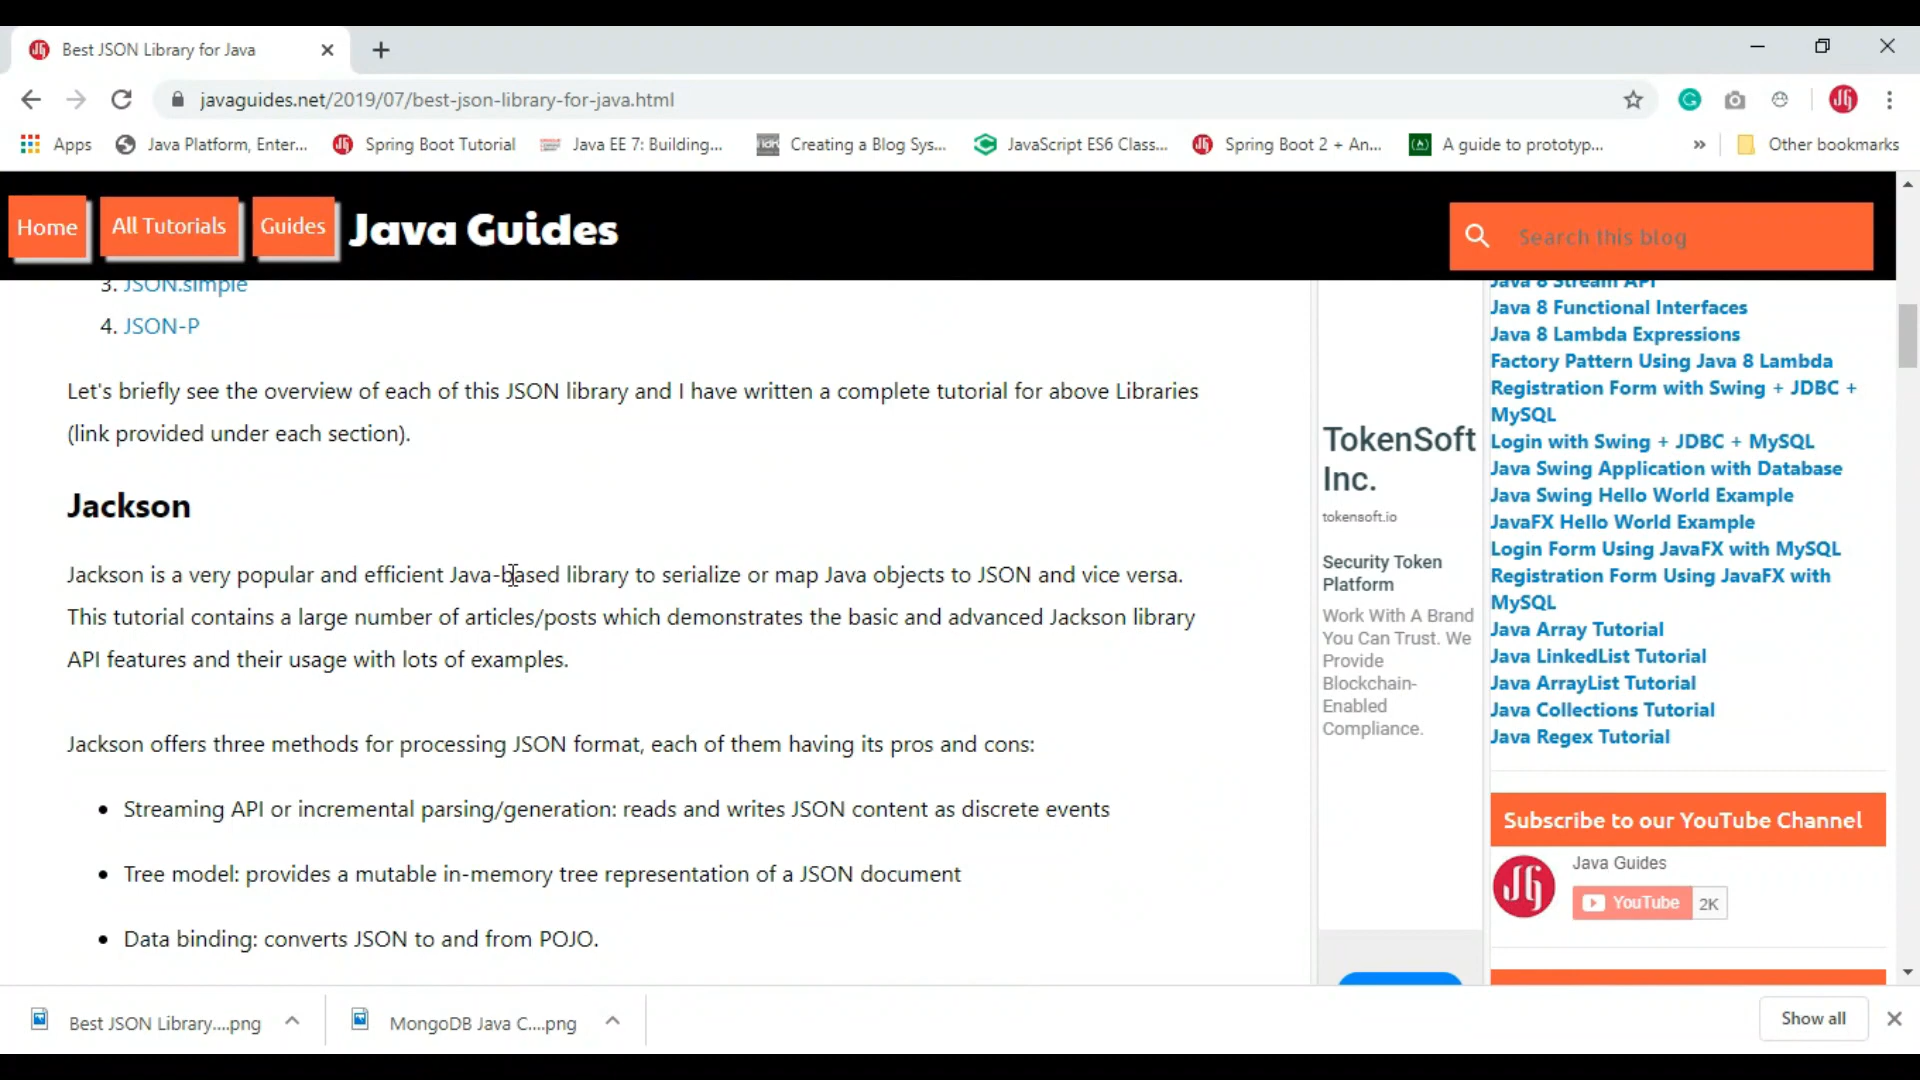 Best JSON Library for Java
javaguides.net/2019/07/best-json-library-for-java.html
Apps
Java Platform, Enter...
Spring Boot Tutorial
Java EE 7: Building...
Creating a Blog Sys...
JavaScript ES6 Class...
Spring Boot 2 + An...
A guide to prototyp...
»
Other bookmarks
Home
All Tutorials
Guides
Java Guides
Search this blog
3. JSON.simple
4. JSON-P
Let's briefly see the overview of each of this JSON library and I have written a complete tutorial for above Libraries
(link provided under each section).
Jackson
Jackson is a very popular and efficient Java-based library to serialize or map Java objects to JSON and vice versa.
This tutorial contains a large number of articles/posts which demonstrates the basic and advanced Jackson library
API features and their usage with lots of examples.
Jackson offers three methods for processing JSON format, each of them having its pros and cons:
• Streaming API or incremental parsing/generation: reads and writes JSON content as discrete events
• Tree model: provides a mutable in-memory tree representation of a JSON document
• Data binding: converts JSON to and from POJO.
TokenSoft
Inc.
tokensoft.io
Security Token
Platform
Work With A Brand
You Can Trust. We
Provide
Blockchain-
Enabled
Compliance.
Java 8 Stream API
Java 8 Functional Interfaces
Java 8 Lambda Expressions
Factory Pattern Using Java 8 Lambda
Registration Form with Swing + JDBC +
MySQL
Login with Swing + JDBC + MySQL
Java Swing Application with Database
Java Swing Hello World Example
JavaFX Hello World Example
Login Form Using JavaFX with MySQL
Registration Form Using JavaFX with
MySQL
Java Array Tutorial
Java LinkedList Tutorial
Java ArrayList Tutorial
Java Collections Tutorial
Java Regex Tutorial
Subscribe to our YouTube Channel
JG
Java Guides
YouTube
2K
Best JSON Library....png
MongoDB Java C....png
Show all